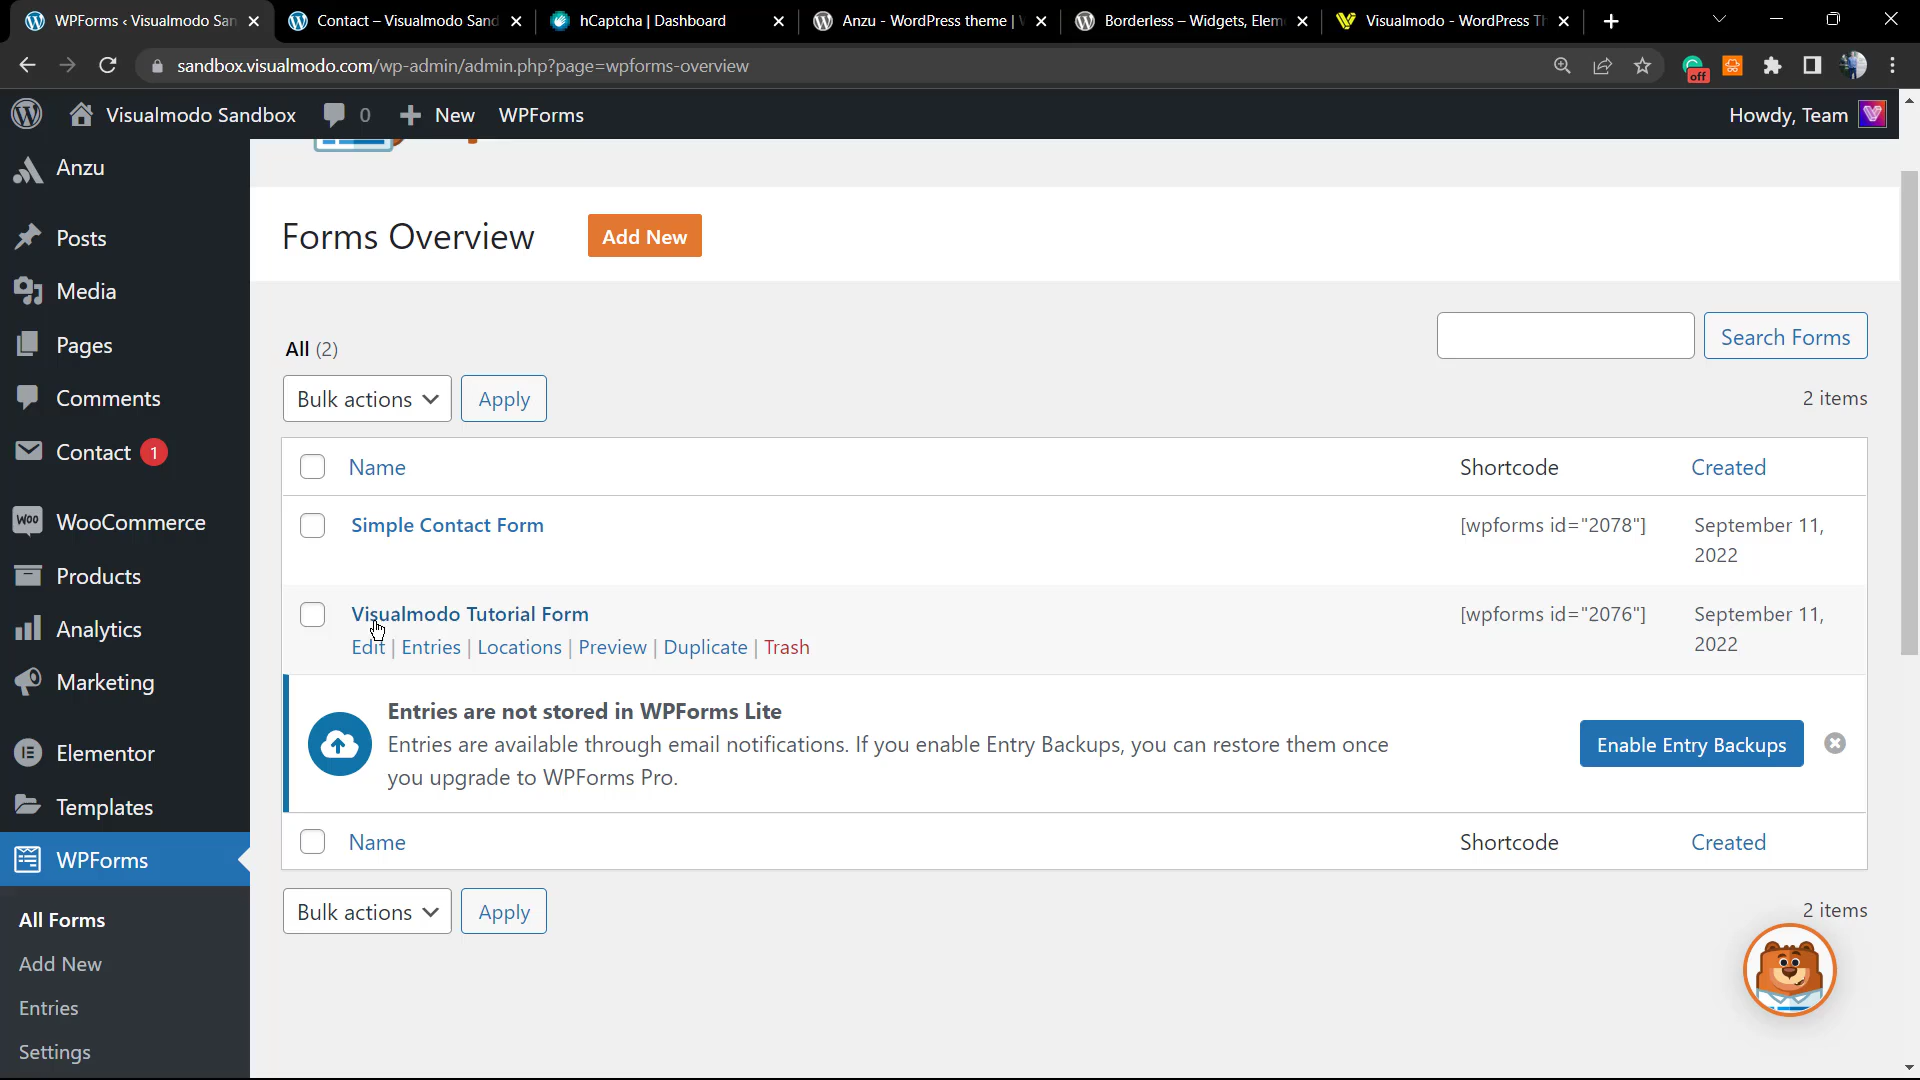 WPForms ‹ Visualmodo San
Contact – Visualmodo Sand
hCaptcha | Dashboard
Anzu - WordPress theme |
Borderless – Widgets, Elem
Visualmodo - WordPress Th
sandbox.visualmodo.com/wp-admin/admin.php?page=wpforms-overview
off
Visualmodo Sandbox
0
New
WPForms
Howdy, Team
Anzu
Posts
Media
Pages
Comments
Contact 1
WooCommerce
Products
Analytics
Marketing
Elementor
Templates
WPForms
All Forms
Add New
Entries
Settings
Forms Overview
Add New
All (2)
Search Forms
Bulk actions
Apply
2 items
Name
Shortcode
Created
Simple Contact Form
[wpforms id="2078"]
September 11,
2022
Visualmodo Tutorial Form
Edit | Entries | Locations | Preview | Duplicate | Trash
[wpforms id="2076"]
September 11,
2022
Entries are not stored in WPForms Lite
Entries are available through email notifications. If you enable Entry Backups, you can restore them once
you upgrade to WPForms Pro.
Enable Entry Backups
Name
Shortcode
Created
Bulk actions
Apply
2 items